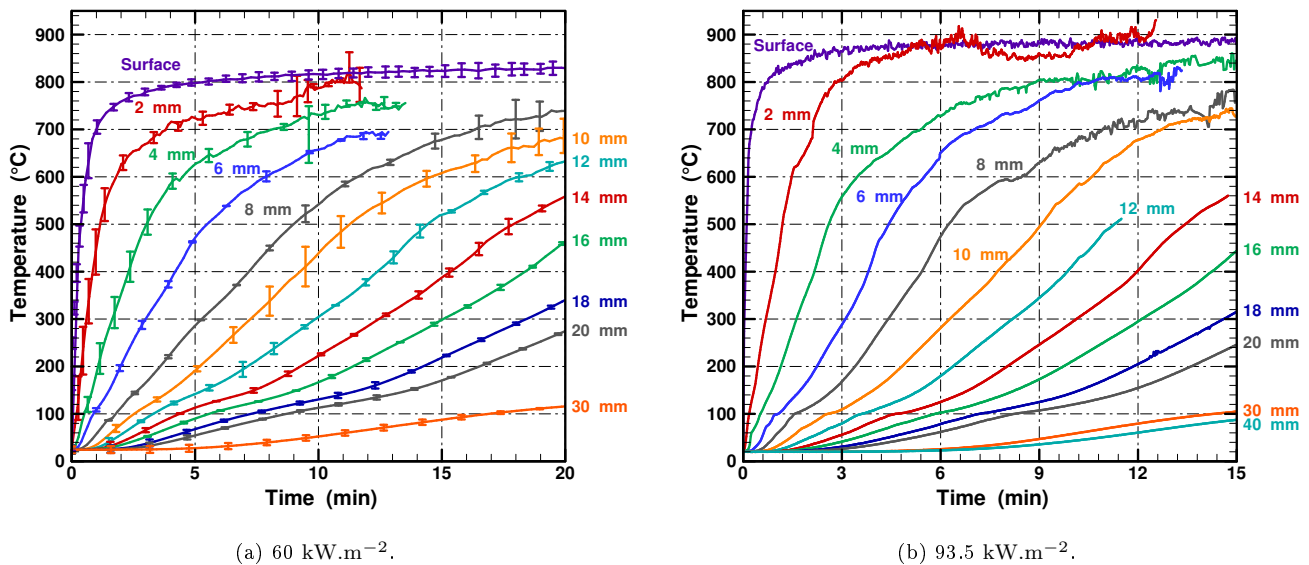 900
800
700
600
500
400
300
200
100
0
Temperature (°C)
0 5 10 15 20
Time (min)
Surface
2 mm
4 mm
6 mm
8 mm
10 mm
12 mm
14 mm
16 mm
18 mm
20 mm
30 mm
(a) 60 kW.m−2.
900
800
700
600
500
400
300
200
100
0
Temperature (°C)
0 3 6 9 12 15
Time (min)
Surface
2 mm
4 mm
6 mm
8 mm
10 mm
12 mm
14 mm
16 mm
18 mm
20 mm
30 mm
40 mm
(b) 93.5 kW.m−2.